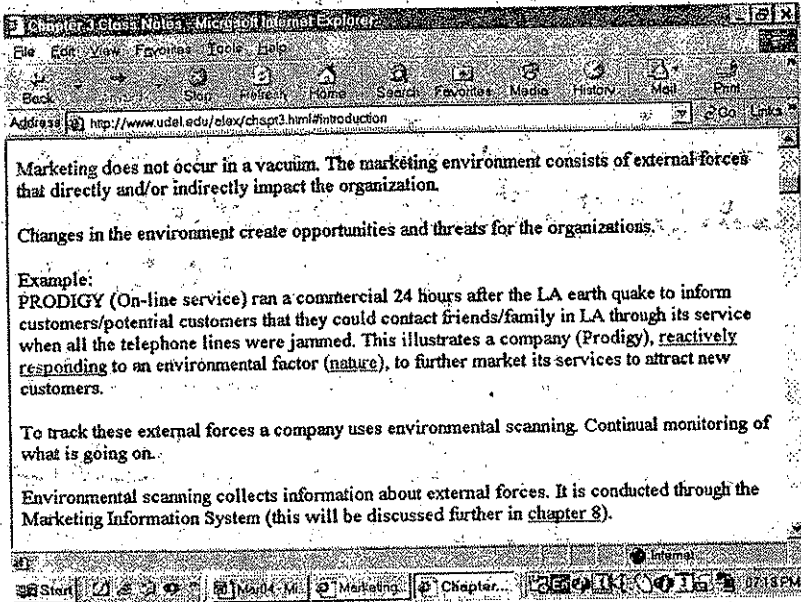 Chapter 3 Class Notes - Microsoft Internet Explorer
File Edit View Favorites Tools Help
Back Stop Refresh Home Search Favorites Media History Mail Print
Address http://www.udel.edu/alex/chapt3.html#introduction Go Links
Marketing does not occur in a vacuum. The marketing environment consists of external forces
that directly and/or indirectly impact the organization.
Changes in the environment create opportunities and threats for the organizations.
Example:
PRODIGY (On-line service) ran a commercial 24 hours after the LA earth quake to inform
customers/potential customers that they could contact friends/family in LA through its service
when all the telephone lines were jammed. This illustrates a company (Prodigy), reactively
responding to an environmental factor (nature), to further market its services to attract new
customers.
To track these external forces a company uses environmental scanning. Continual monitoring of
what is going on.
Environmental scanning collects information about external forces. It is conducted through the
Marketing Information System (this will be discussed further in chapter 8).
Internet
Start Marketing... Chapter... 07:18 PM